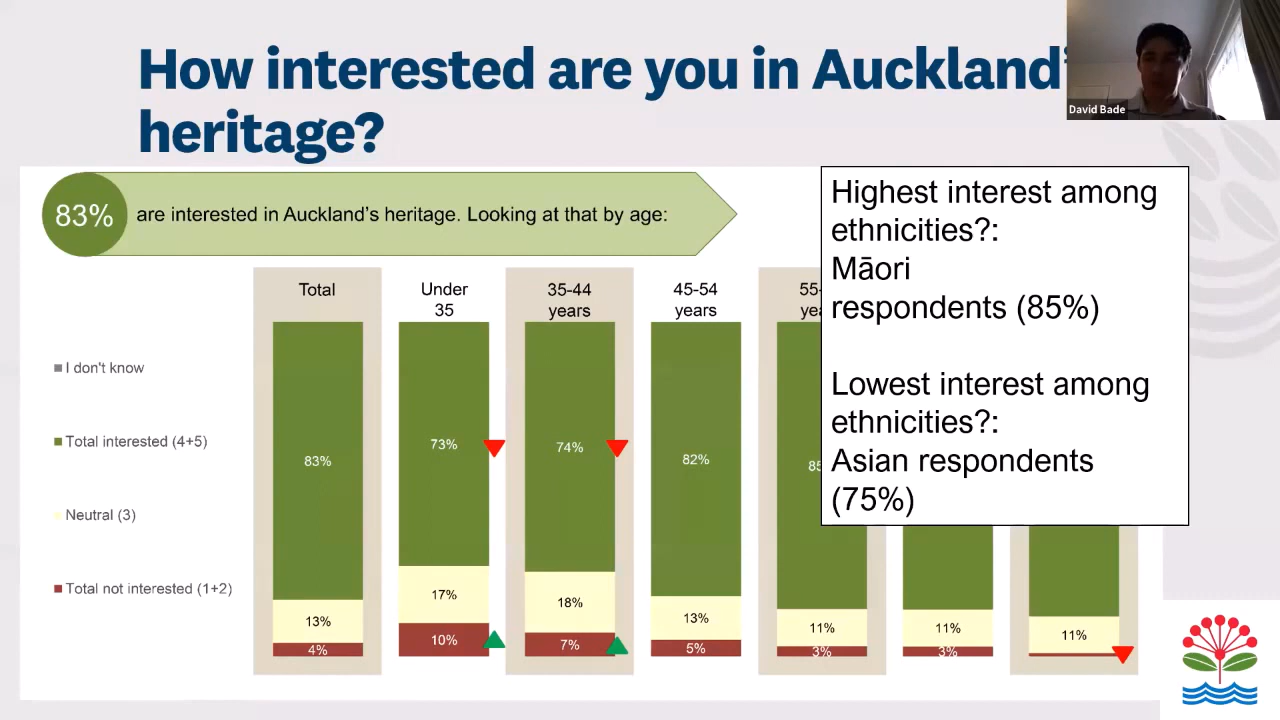 How interested are you in Auckland'
heritage?
David Bade
83%
are interested in Auckland's heritage. Looking at that by age:
Highest interest among
ethnicities?:
Māori
respondents (85%)
Lowest interest among
ethnicities?:
Asian respondents
(75%)
Total
Under
35
35-44
years
45-54
years
55-
I don't know
Total interested (4+5)
Neutral (3)
Total not interested (1+2)
83%
73%
74%
82%
13%
17%
18%
13%
11%
11%
11%
4%
10%
7%
5%
3%
3%